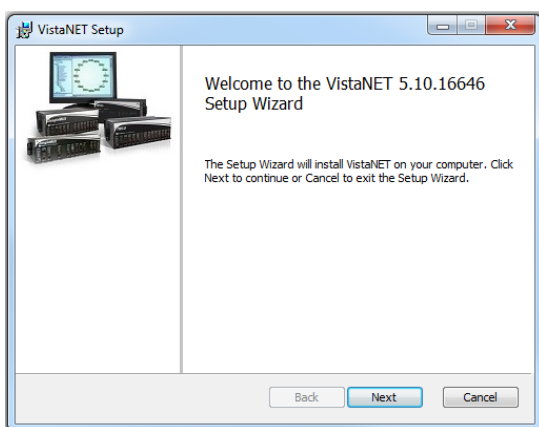 VistaNET Setup
Welcome to the VistaNET 5.10.16646
Setup Wizard
The Setup Wizard will install VistaNET on your computer. Click
Next to continue or Cancel to exit the Setup Wizard.
Back
Next
Cancel